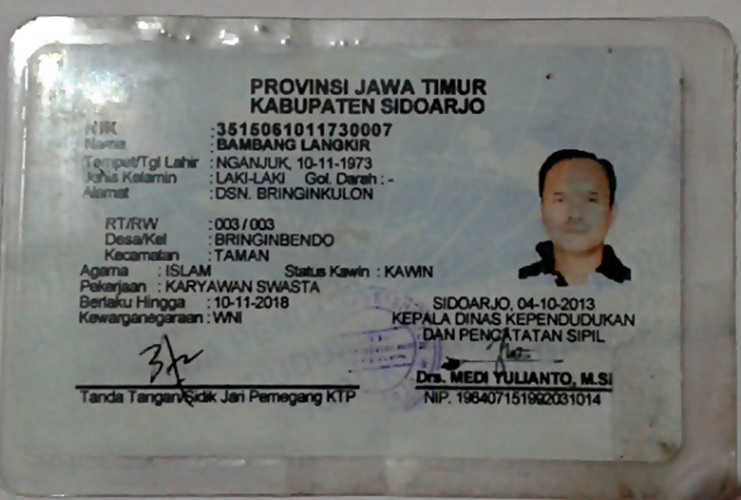 PROVINSI JAWA TIMUR
KABUPATEN SIDOARJO
NIK : 3515061011730007
Nama : BAMBANG LANGKIR
Tempat/Tgl Lahir : NGANJUK, 10-11-1973
Jenis Kelamin : LAKI-LAKI Gol. Darah : -
Alamat : DSN. BRINGINKULON
RT/RW : 003 / 003
Desa/Kel : BRINGINBENDO
Kecamatan : TAMAN
Agama : ISLAM Status Kawin : KAWIN
Pekerjaan : KARYAWAN SWASTA
Berlaku Hingga : 10-11-2018
Kewarganegaraan : WNI
SIDOARJO, 04-10-2013
KEPALA DINAS KEPENDUDUKAN
DAN PENCATATAN SIPIL
Drs. MEDI YULIANTO, M.Si
NIP. 196407151992031014
Tanda Tangan/Sidik Jari Pemegang KTP